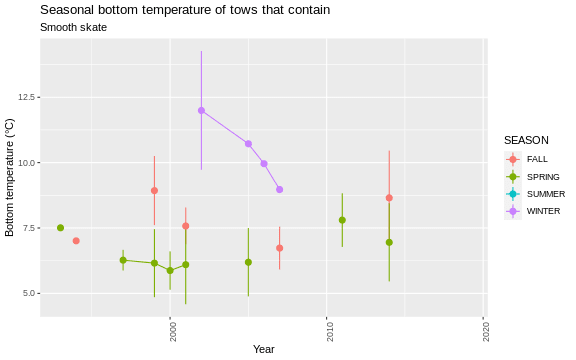 Seasonal bottom temperature of tows that contain
Smooth skate
Bottom temperature (°C)
12.5
10.0
7.5
5.0
2000
2010
2020
Year
SEASON
FALL
SPRING
SUMMER
WINTER